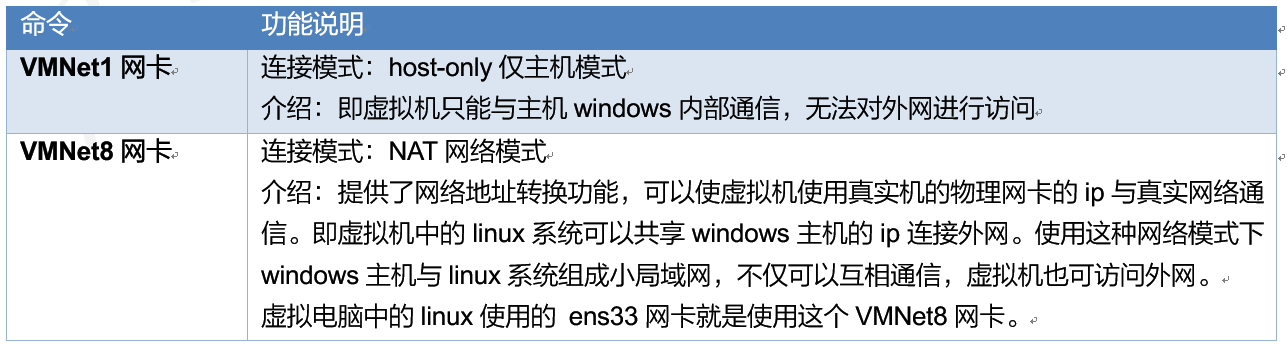 命令 功能说明
VMNet1 网卡 连接模式：host-only 仅主机模式
介绍：即虚拟机只能与主机 windows 内部通信，无法对外网进行访问
VMNet8 网卡 连接模式：NAT 网络模式
介绍：提供了网络地址转换功能，可以使虚拟机使用真实机的物理网卡的 ip 与真实网络通
信。即虚拟机中的 linux 系统可以共享 windows 主机的 ip 连接外网。使用这种网络模式下
windows 主机与 linux 系统组成小局域网，不仅可以互相通信，虚拟机也可访问外网。
虚拟电脑中的 linux 使用的 ens33 网卡就是使用这个 VMNet8 网卡。